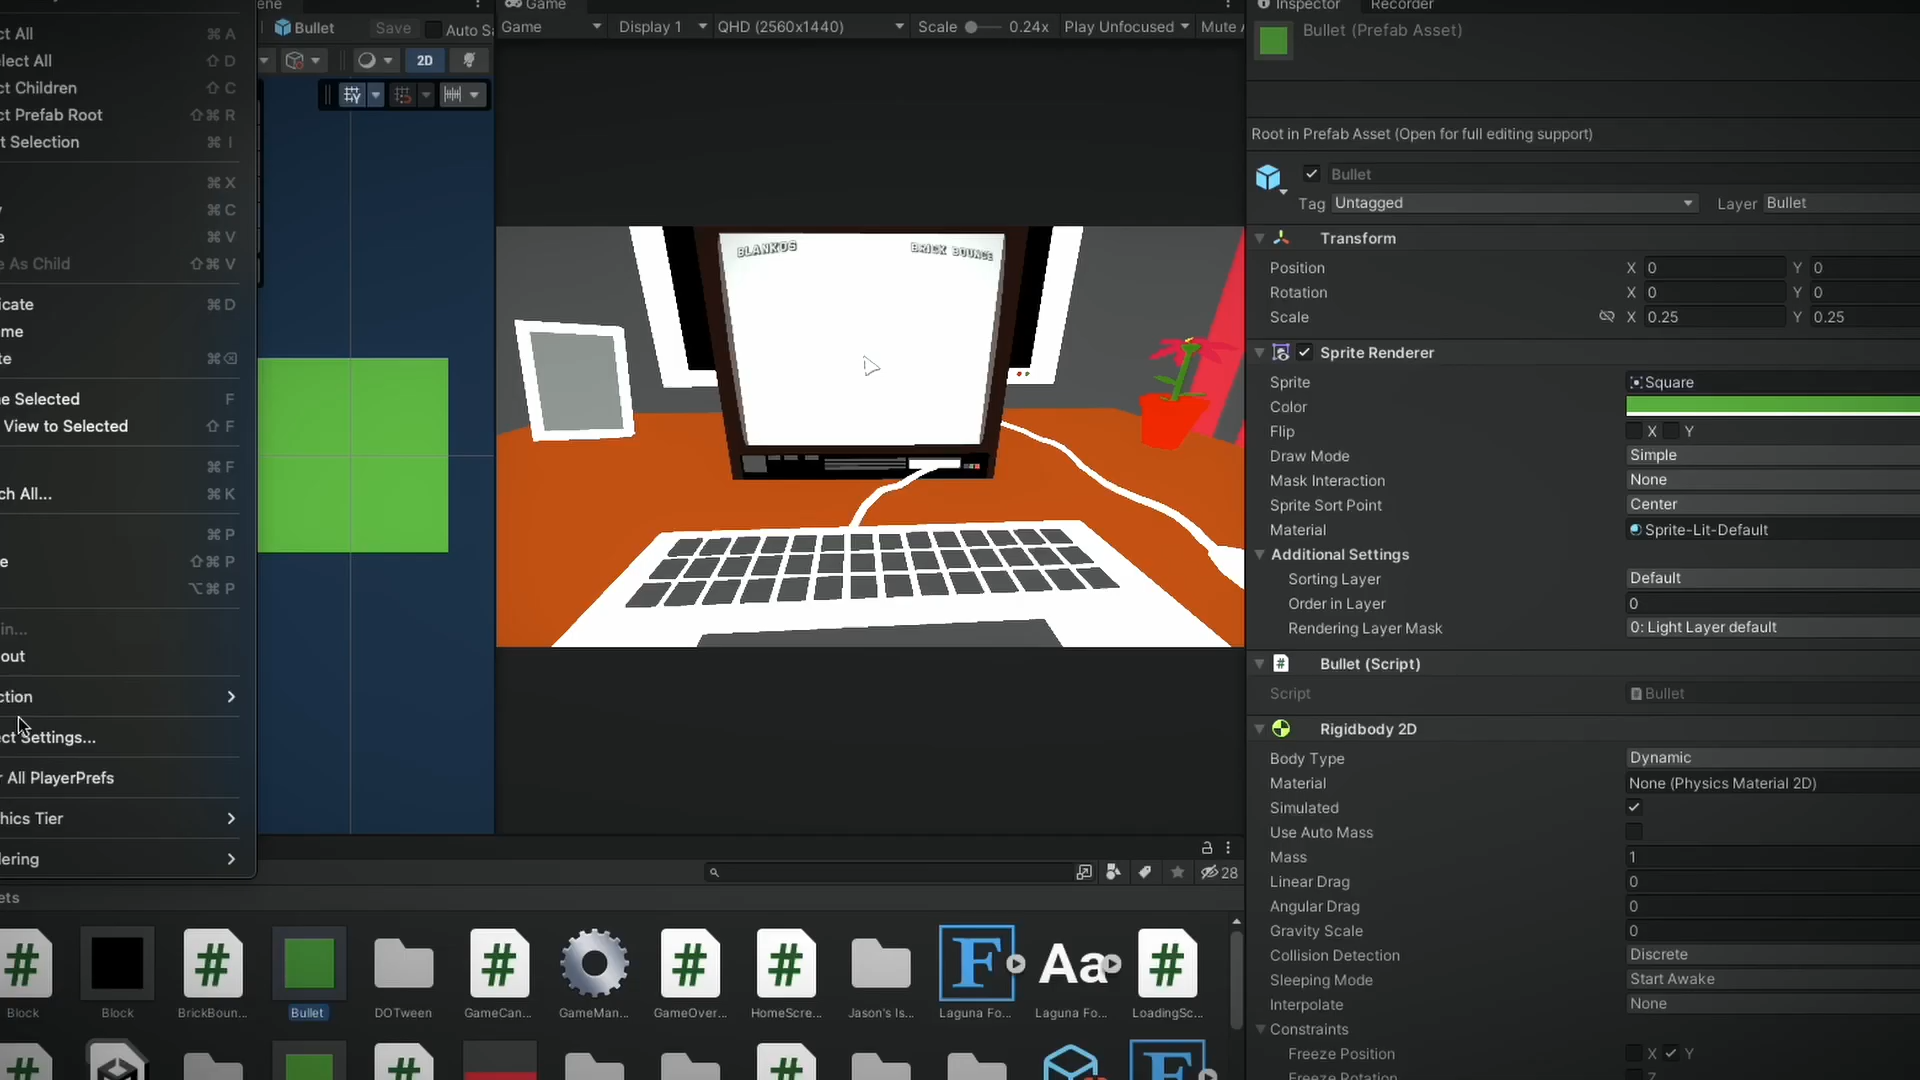 ct All ⌘ A
elect All ⇧ D
ct Children ⇧ C
ct Prefab Root ⇧⌘ R
t Selection ⌘ I
⌘ X
⌘ C
e ⌘ V
e As Child ⇧⌘ V
icate ⌘ D
me
te ⌘⌫
e Selected F
View to Selected ⇧ F
⌘ F
ch All... ⌘ K
⌘ P
e ⇧⌘ P
⌥⌘ P
in...
out
ction
ct Settings...
r All PlayerPrefs
hics Tier
lering
ene
Bullet Save Auto Sa
2D
Game
Game Display 1 QHD (2560x1440) Scale 0.24x Play Unfocused Mute A
BLANKOS
BRICK BOUNCE
28
ets
Block
Block
BrickBoun...
Bullet
DOTween
GameCan...
GameMan...
GameOver...
HomeScre...
Jason's Is...
Laguna Fo...
Laguna Fo...
LoadingSc...
Inspector Recorder
Bullet (Prefab Asset)
Root in Prefab Asset (Open for full editing support)
Bullet
Tag Untagged Layer Bullet
Transform
Position X 0 Y 0
Rotation X 0 Y 0
Scale X 0.25 Y 0.25
Sprite Renderer
Sprite Square
Color
Flip X Y
Draw Mode Simple
Mask Interaction None
Sprite Sort Point Center
Material Sprite-Lit-Default
Additional Settings
Sorting Layer Default
Order in Layer 0
Rendering Layer Mask 0: Light Layer default
Bullet (Script)
Script Bullet
Rigidbody 2D
Body Type Dynamic
Material None (Physics Material 2D)
Simulated
Use Auto Mass
Mass 1
Linear Drag 0
Angular Drag 0
Gravity Scale 0
Collision Detection Discrete
Sleeping Mode Start Awake
Interpolate None
Constraints
Freeze Position X Y
Freeze Rotation Z